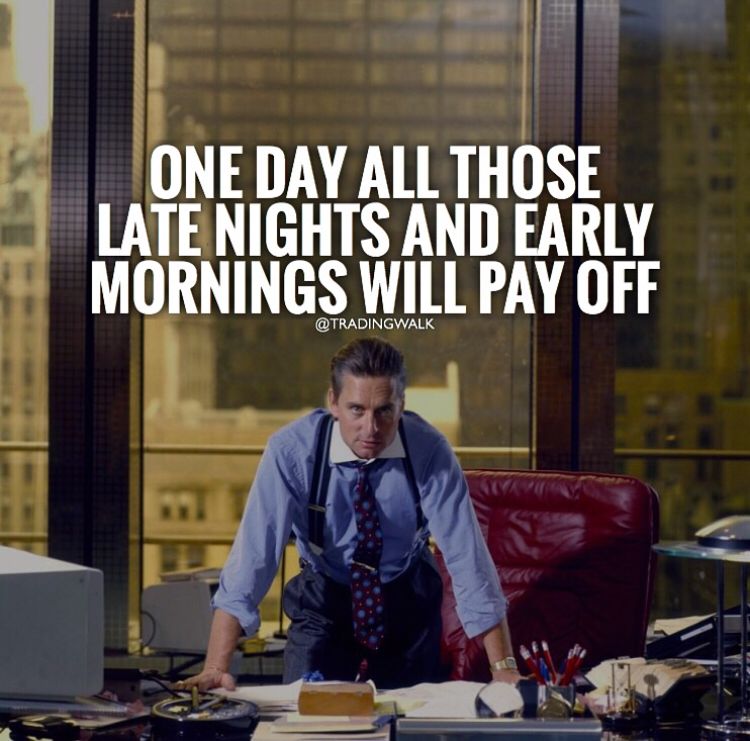 ONE DAY ALL THOSE
LATE NIGHTS AND EARLY
MORNINGS WILL PAY OFF
@TRADINGWALK